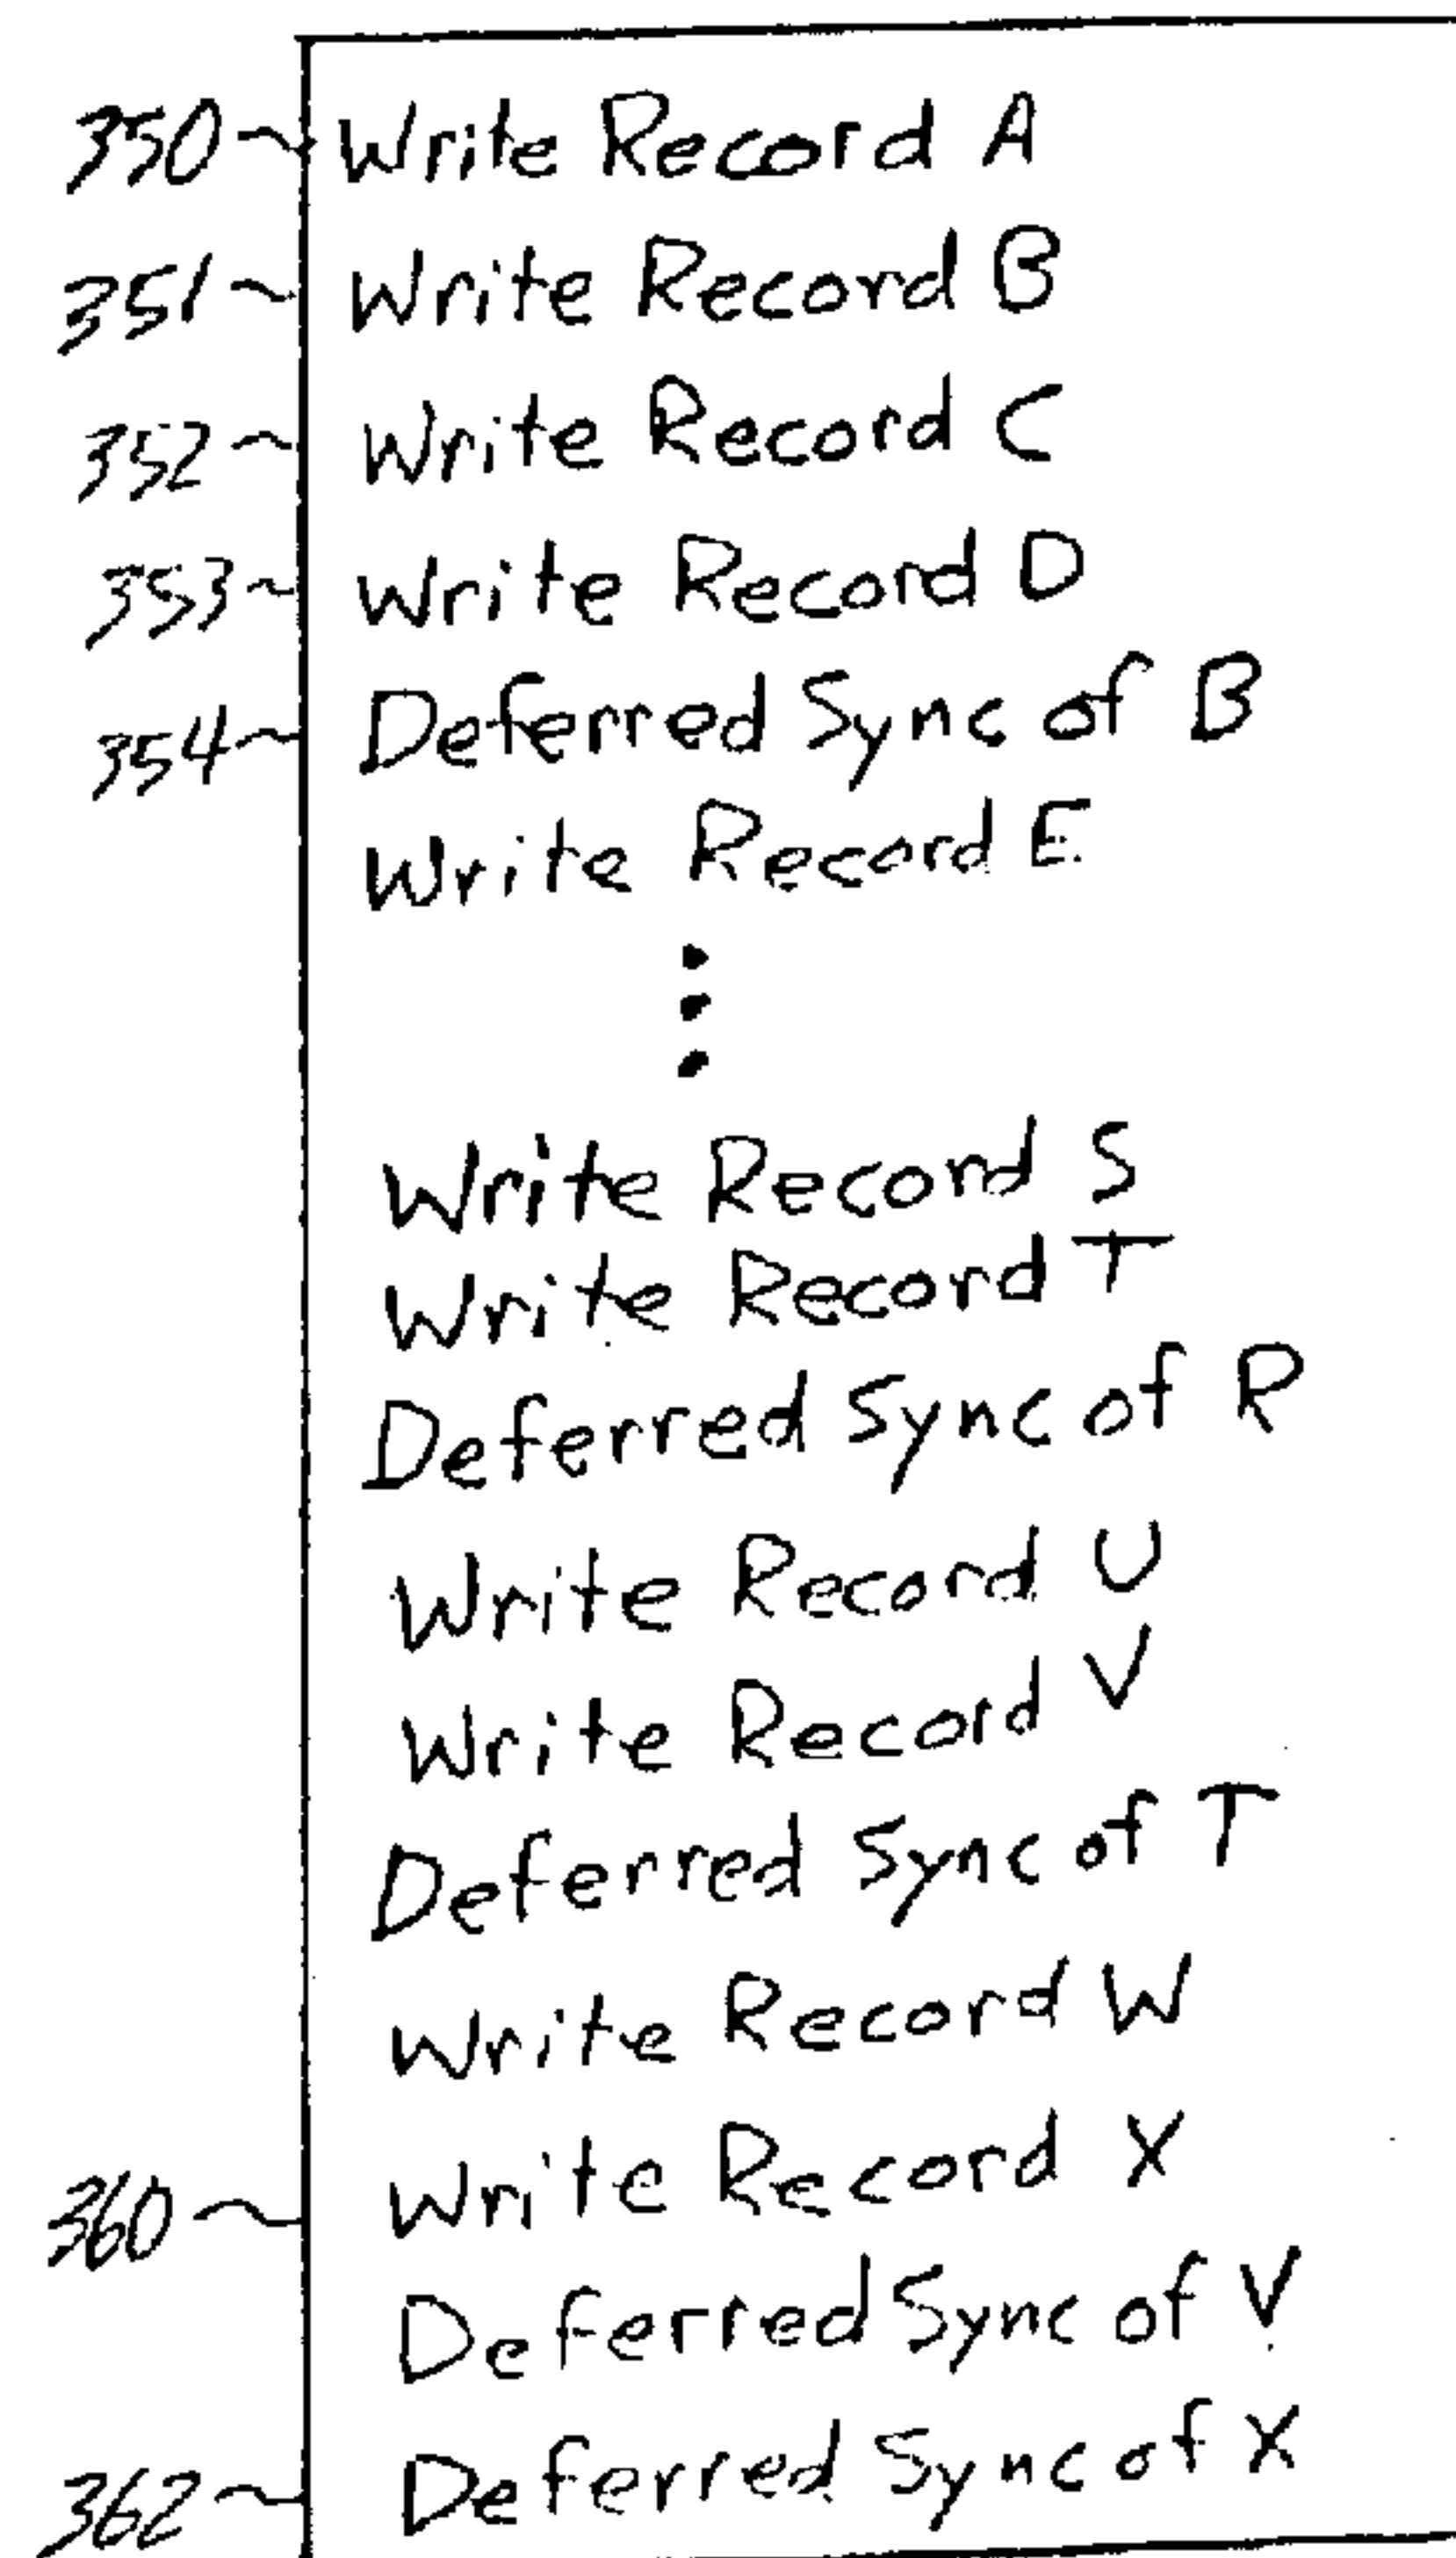 350 Write Record A
351 Write Record B
352 Write Record C
353 Write Record D
354 Deferred Sync of B
Write Record E
Write Record S
Write Record T
Deferred Sync of R
Write Record U
Write Record V
Deferred Sync of T
Write Record W
360 Write Record X
Deferred Sync of V
362 Deferred Sync of X